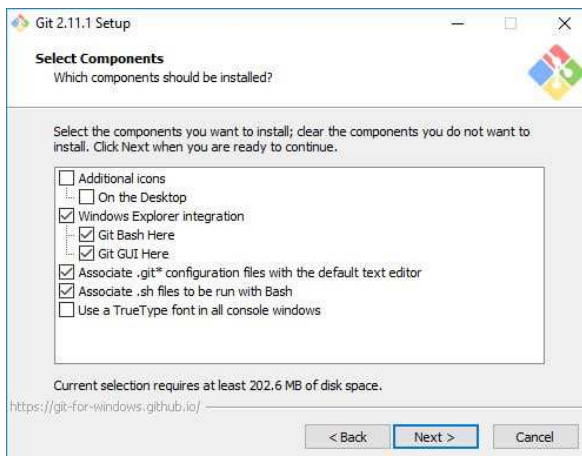 Git 2.11.1 Setup
Select Components
Which components should be installed?
Select the components you want to install; clear the components you do not want to
install. Click Next when you are ready to continue.
Additional icons
On the Desktop
Windows Explorer integration
Git Bash Here
Git GUI Here
Associate .git* configuration files with the default text editor
Associate .sh files to be run with Bash
Use a TrueType font in all console windows
Current selection requires at least 202.6 MB of disk space.
https://git-for-windows.github.io/
< Back Next > Cancel